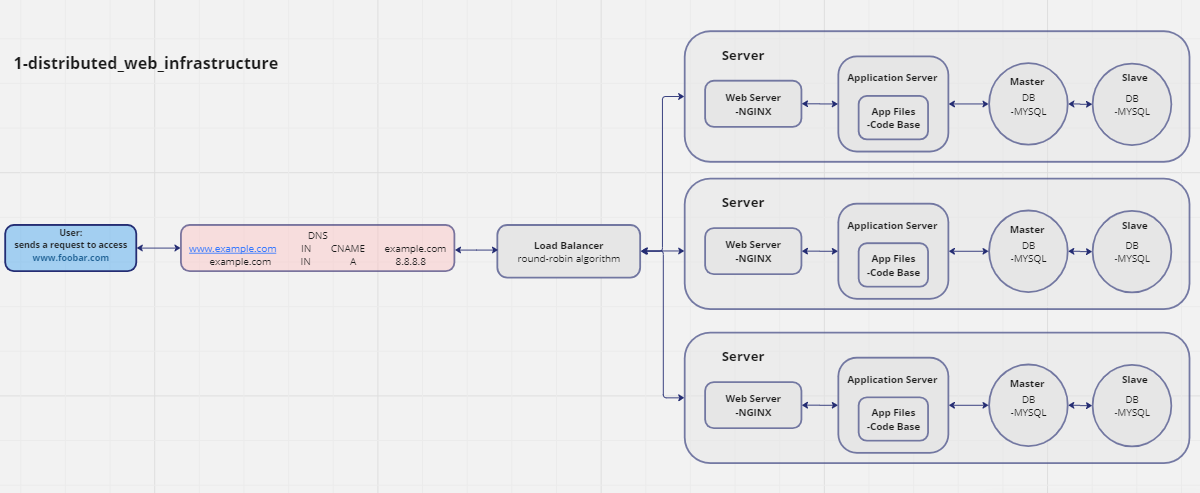 1-distributed_web_infrastructure
User:
sends a request to access
www.foobar.com
DNS
www.example.com IN CNAME example.com
example.com IN A 8.8.8.8
Load Balancer
round-robin algorithm
Server
Web Server
-NGINX
Application Server
App Files
-Code Base
Master
DB
-MYSQL
Slave
DB
-MYSQL
Server
Web Server
-NGINX
Application Server
App Files
-Code Base
Master
DB
-MYSQL
Slave
DB
-MYSQL
Server
Web Server
-NGINX
Application Server
App Files
-Code Base
Master
DB
-MYSQL
Slave
DB
-MYSQL